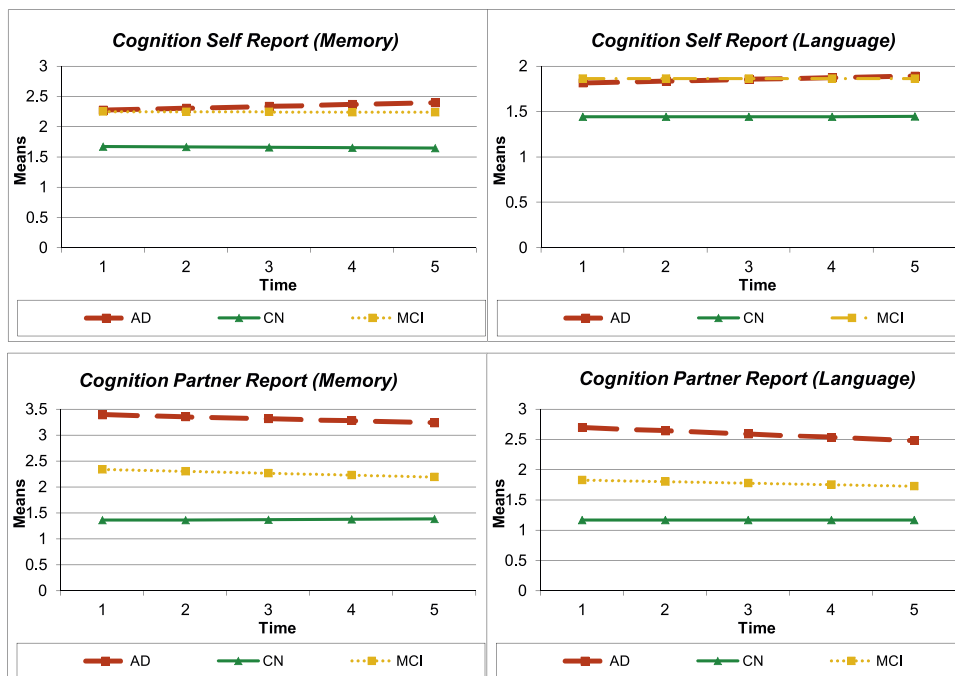 Cognition Self Report (Memory)
Means
3
2.5
2
1.5
1
0.5
0
1 2 3 4 5
Time
AD CN MCI
Cognition Self Report (Language)
Means
2
1.5
1
0.5
0
1 2 3 4 5
Time
AD CN MCI
Cognition Partner Report (Memory)
Means
3.5
3
2.5
2
1.5
1
0.5
0
1 2 3 4 5
Time
AD CN MCI
Cognition Partner Report (Language)
Means
3
2.5
2
1.5
1
0.5
0
1 2 3 4 5
Time
AD CN MCI